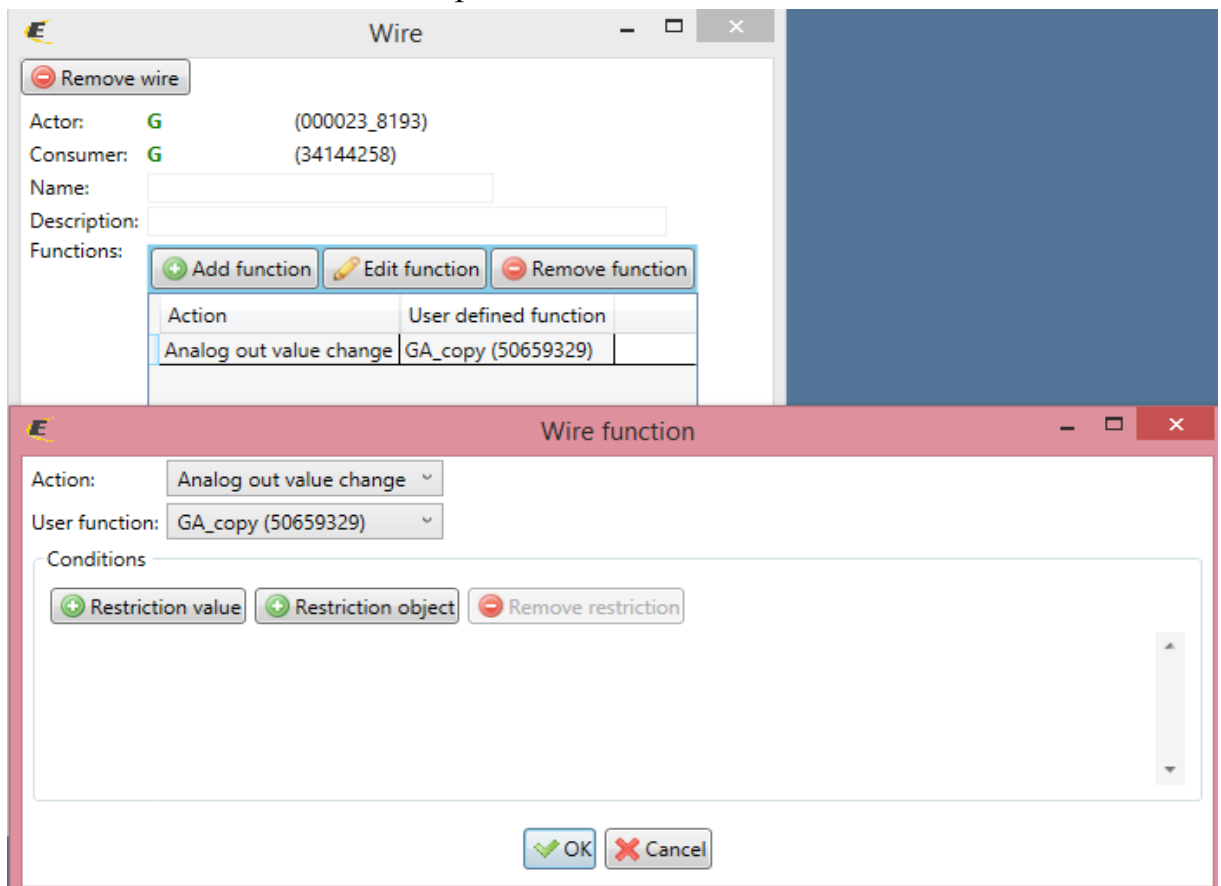 Wire
Remove wire
Actor: G (000023_8193)
Consumer: G (34144258)
Name:
Description:
Functions:
Add function Edit function Remove function
Action User defined function
Analog out value change GA_copy (50659329)
Wire function
Action: Analog out value change
User function: GA_copy (50659329)
Conditions
Restriction value Restriction object Remove restriction
OK Cancel